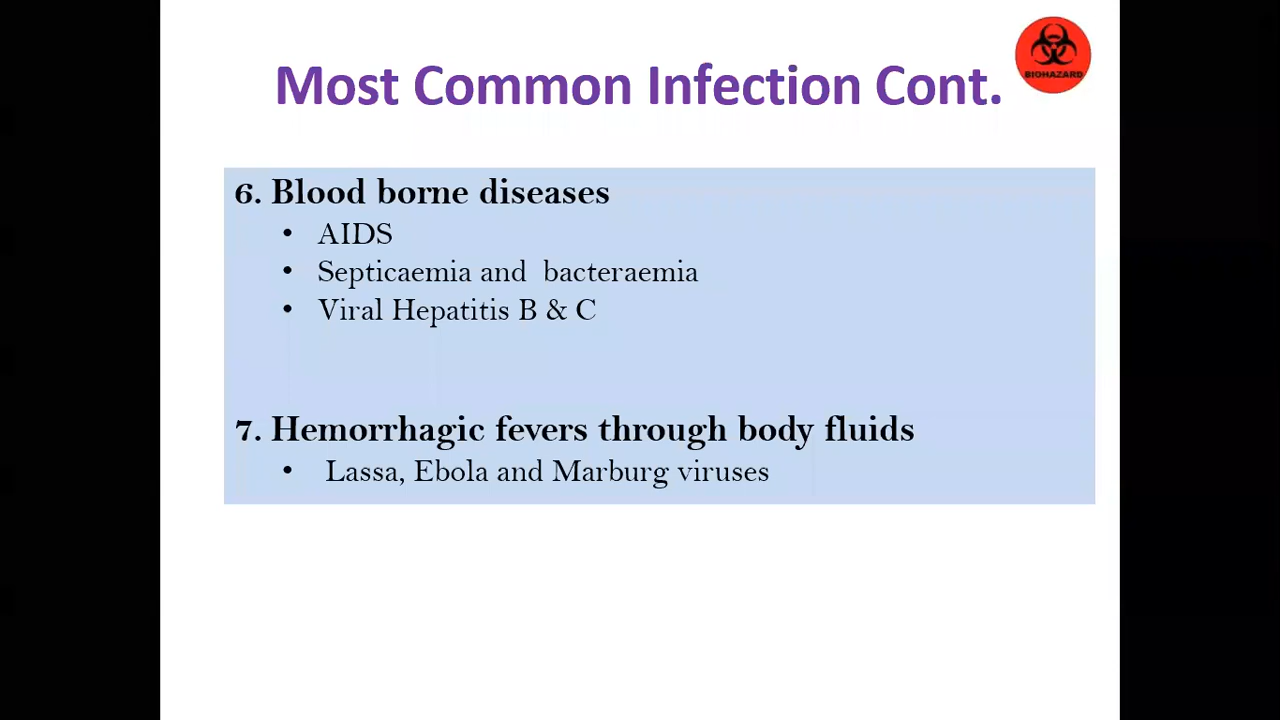 Most Common Infection Cont.
BIOHAZARD
6. Blood borne diseases
• AIDS
• Septicaemia and bacteraemia
• Viral Hepatitis B & C
7. Hemorrhagic fevers through body fluids
• Lassa, Ebola and Marburg viruses